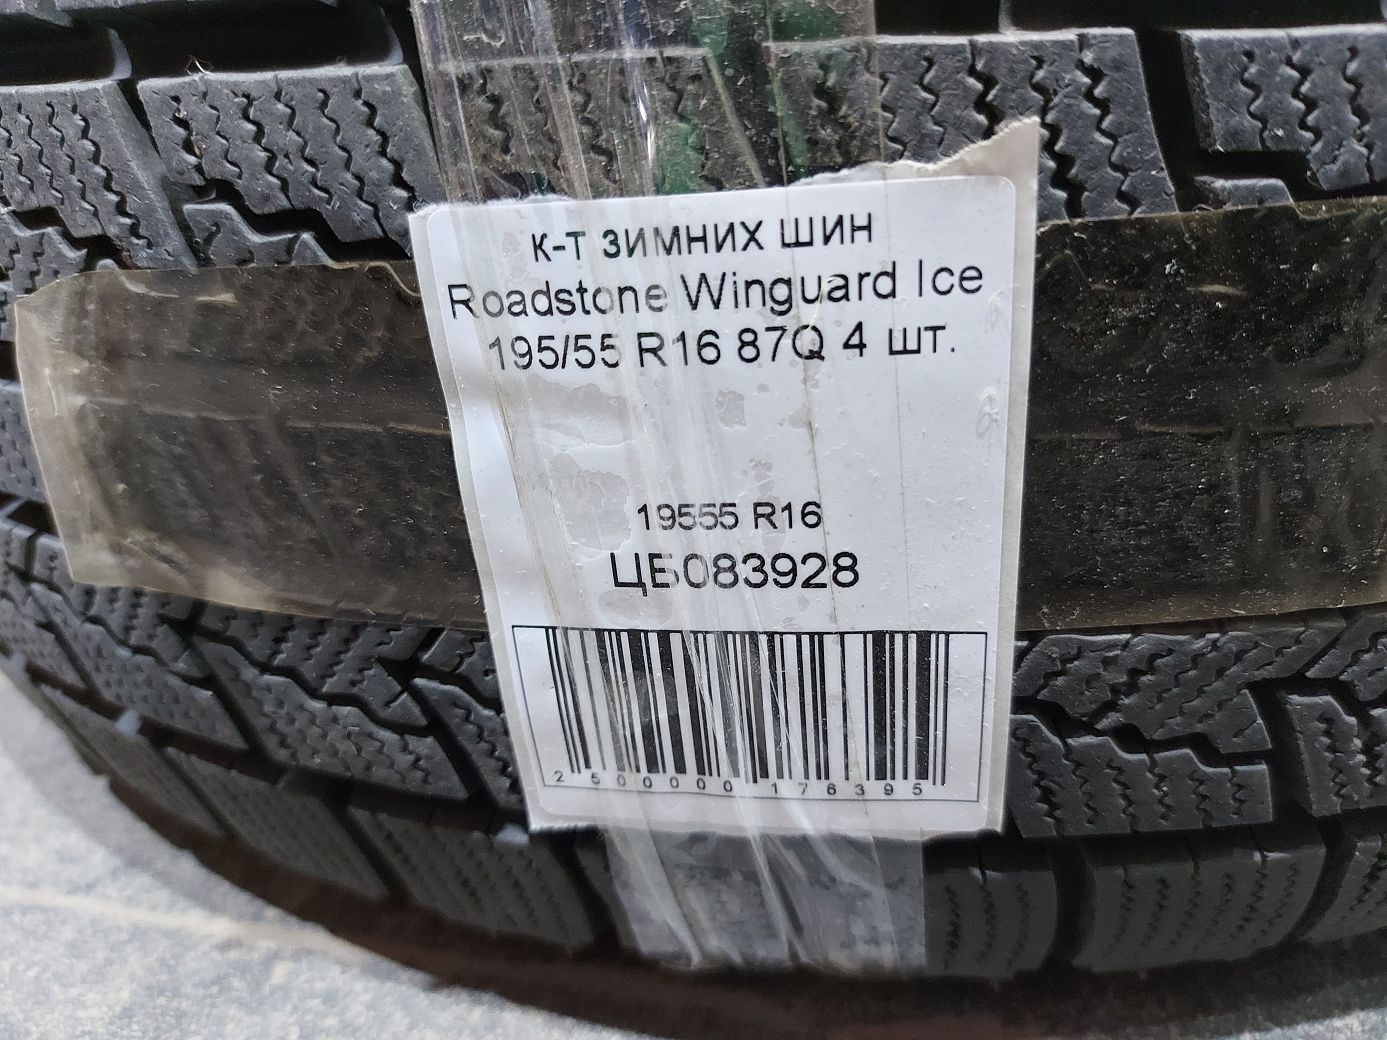 К-Т ЗИМНИХ ШИН
Roadstone Winguard Ice
195/55 R16 87Q 4 шт.
19555 R16
ЦБ083928
2500000176395